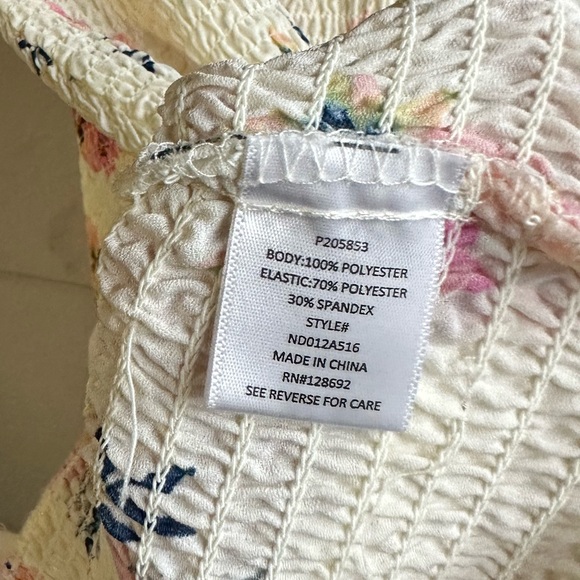 P205853
BODY:100% POLYESTER
ELASTIC:70% POLYESTER
30% SPANDEX
STYLE#
ND012A516
MADE IN CHINA
RN#128692
SEE REVERSE FOR CARE